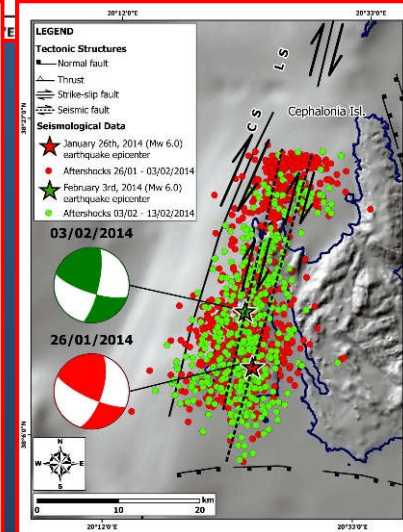 20°12'0"E
20°33'0"E
LEGEND
Tectonic Structures
Normal fault
Thrust
Strike-slip fault
Seismic fault
Seismological Data
January 26th, 2014 (Mw 6.0)
earthquake epicenter
Aftershocks 26/01 - 03/02/2014
February 3rd, 2014 (Mw 6.0)
earthquake epicenter
Aftershocks 03/02 - 13/02/2014
L S
C S
Cephalonia Isl.
03/02/2014
26/01/2014
38°6'0"N
N
W E
S
km
0 10 20
20°12'0"E
20°33'0"E